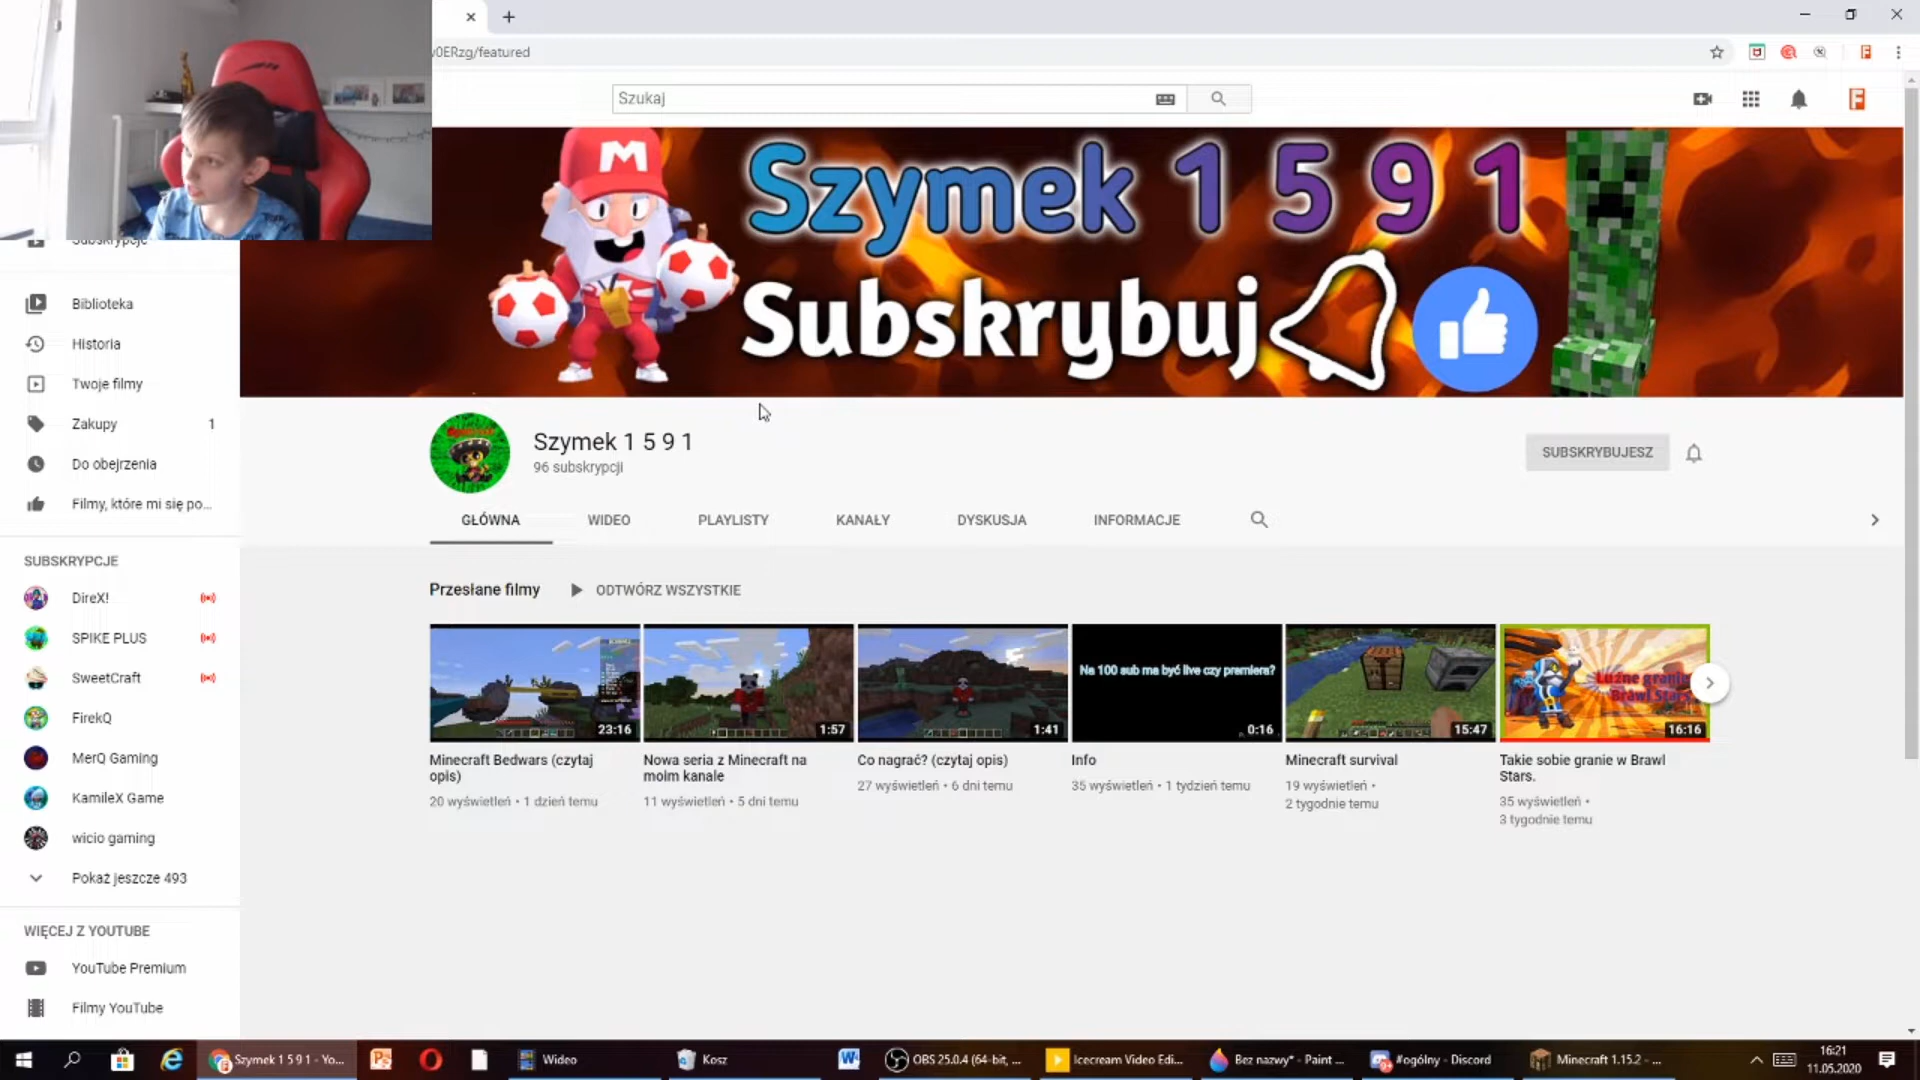 v0ERzg/featured
Szukaj
M
Szymek 1 5 9 1
Subskrybuj
Subskrypcje
Biblioteka
Historia
Twoje filmy
Zakupy 1
Do obejrzenia
Filmy, które mi się po...
SUBSKRYPCJE
DireX!
SPIKE PLUS
SweetCraft
FirekQ
MerQ Gaming
KamileX Game
wicio gaming
Pokaż jeszcze 493
WIĘCEJ Z YOUTUBE
YouTube Premium
Filmy YouTube
Szymek 1 5 9 1
96 subskrypcji
SUBSKRYBUJESZ
GŁÓWNA WIDEO PLAYLISTY KANAŁY DYSKUSJA INFORMACJE
Przesłane filmy ODTWÓRZ WSZYSTKIE
23:16
Minecraft Bedwars (czytaj
opis)
20 wyświetleń • 1 dzień temu
1:57
Nowa seria z Minecraft na
moim kanale
11 wyświetleń • 5 dni temu
1:41
Co nagrać? (czytaj opis)
27 wyświetleń • 6 dni temu
Na 100 sub ma być live czy premiera?
0:16
Info
35 wyświetleń • 1 tydzień temu
15:47
Minecraft survival
19 wyświetleń •
2 tygodnie temu
Luźne granie
Brawl Stars
16:16
Takie sobie granie w Brawl
Stars.
35 wyświetleń •
3 tygodnie temu
Szymek 1 5 9 1 - Yo...
Wideo
Kosz
OBS 25.0.4 (64-bit, ...
Icecream Video Edi...
Bez nazwy* - Paint ...
#ogólny - Discord
Minecraft 1.15.2 - ...
16:21
11.05.2020